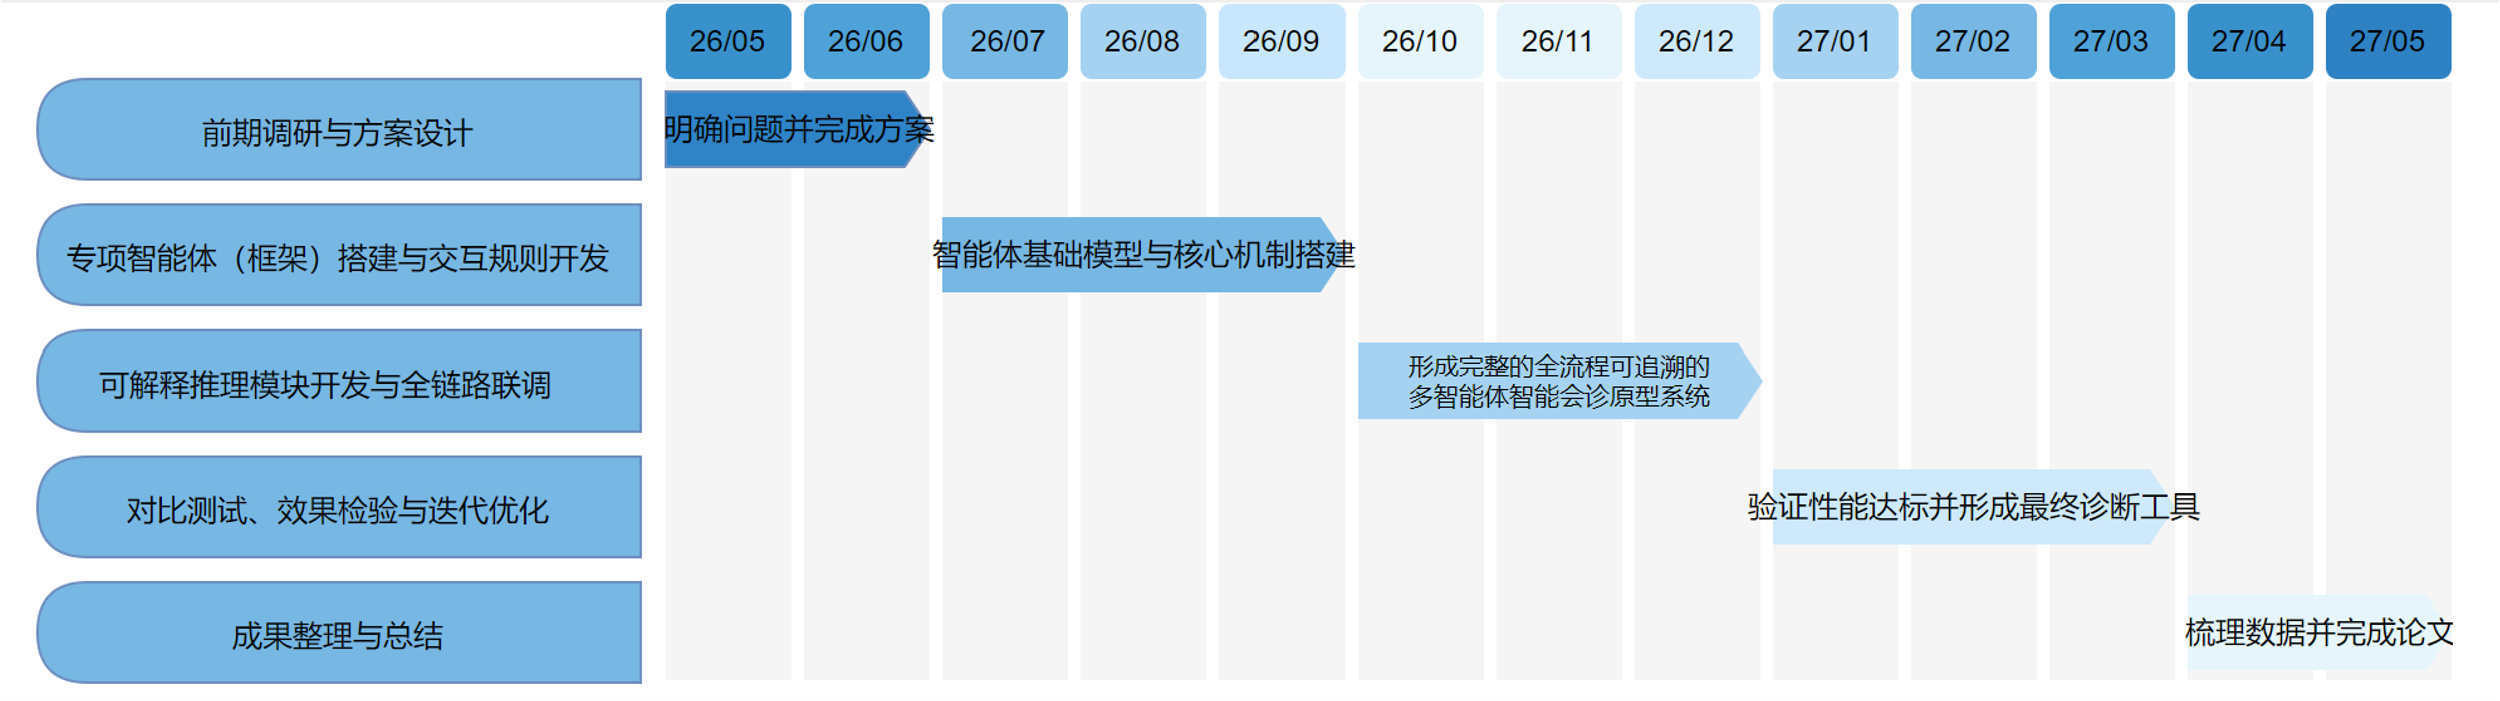 26/05 26/06 26/07 26/08 26/09 26/10 26/11 26/12 27/01 27/02 27/03 27/04 27/05
前期调研与方案设计
明确问题并完成方案
专项智能体（框架）搭建与交互规则开发
智能体基础模型与核心机制搭建
可解释推理模块开发与全链路联调
形成完整的全流程可追溯的
多智能体智能会诊原型系统
对比测试、效果检验与迭代优化
验证性能达标并形成最终诊断工具
成果整理与总结
梳理数据并完成论文